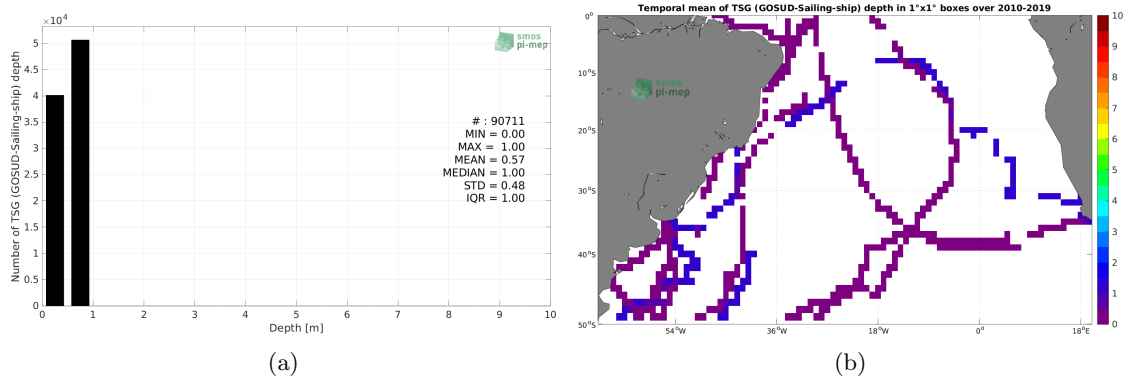 ×10⁴
5
4.5
4
3.5
3
2.5
2
1.5
1
0.5
0
0 1 2 3 4 5 6 7 8 9 10
Number of TSG (GOSUD-Sailing-ship) depth
Depth [m]
smos
pi-mep
# : 90711
MIN = 0.00
MAX = 1.00
MEAN = 0.57
MEDIAN = 1.00
STD = 0.48
IQR = 1.00
(a)
Temporal mean of TSG (GOSUD-Sailing-ship) depth in 1°x1° boxes over 2010-2019
smos
pi-mep
0°
10°S
20°S
30°S
40°S
50°S
54°W 36°W 18°W 0° 18°E
10
9
8
7
6
5
4
3
2
1
0
(b)